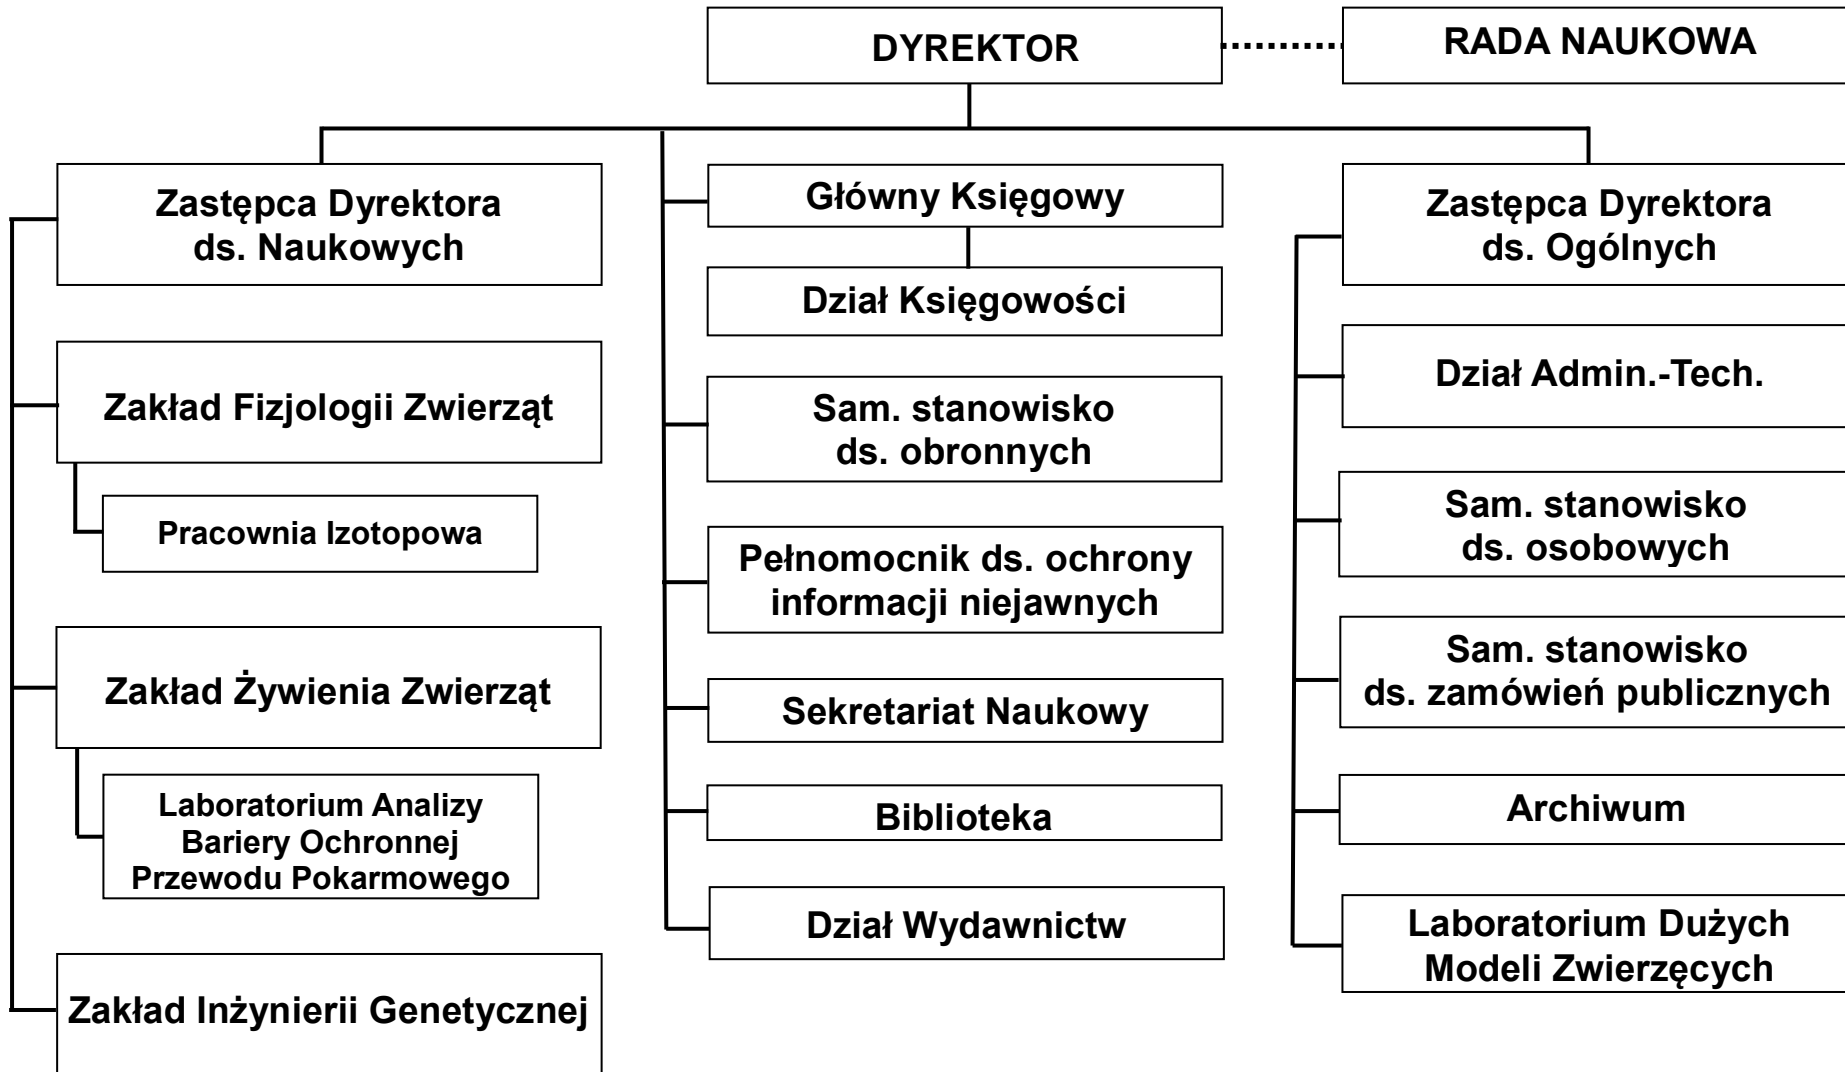 DYREKTOR
RADA NAUKOWA
Zastępca Dyrektora
ds. Naukowych
Zakład Fizjologii Zwierząt
Pracownia Izotopowa
Zakład Żywienia Zwierząt
Laboratorium Analizy
Bariery Ochronnej
Przewodu Pokarmowego
Zakład Inżynierii Genetycznej
Główny Księgowy
Dział Księgowości
Sam. stanowisko
ds. obronnych
Pełnomocnik ds. ochrony
informacji niejawnych
Sekretariat Naukowy
Biblioteka
Dział Wydawnictw
Zastępca Dyrektora
ds. Ogólnych
Dział Admin.-Tech.
Sam. stanowisko
ds. osobowych
Sam. stanowisko
ds. zamówień publicznych
Archiwum
Laboratorium Dużych
Modeli Zwierzęcych